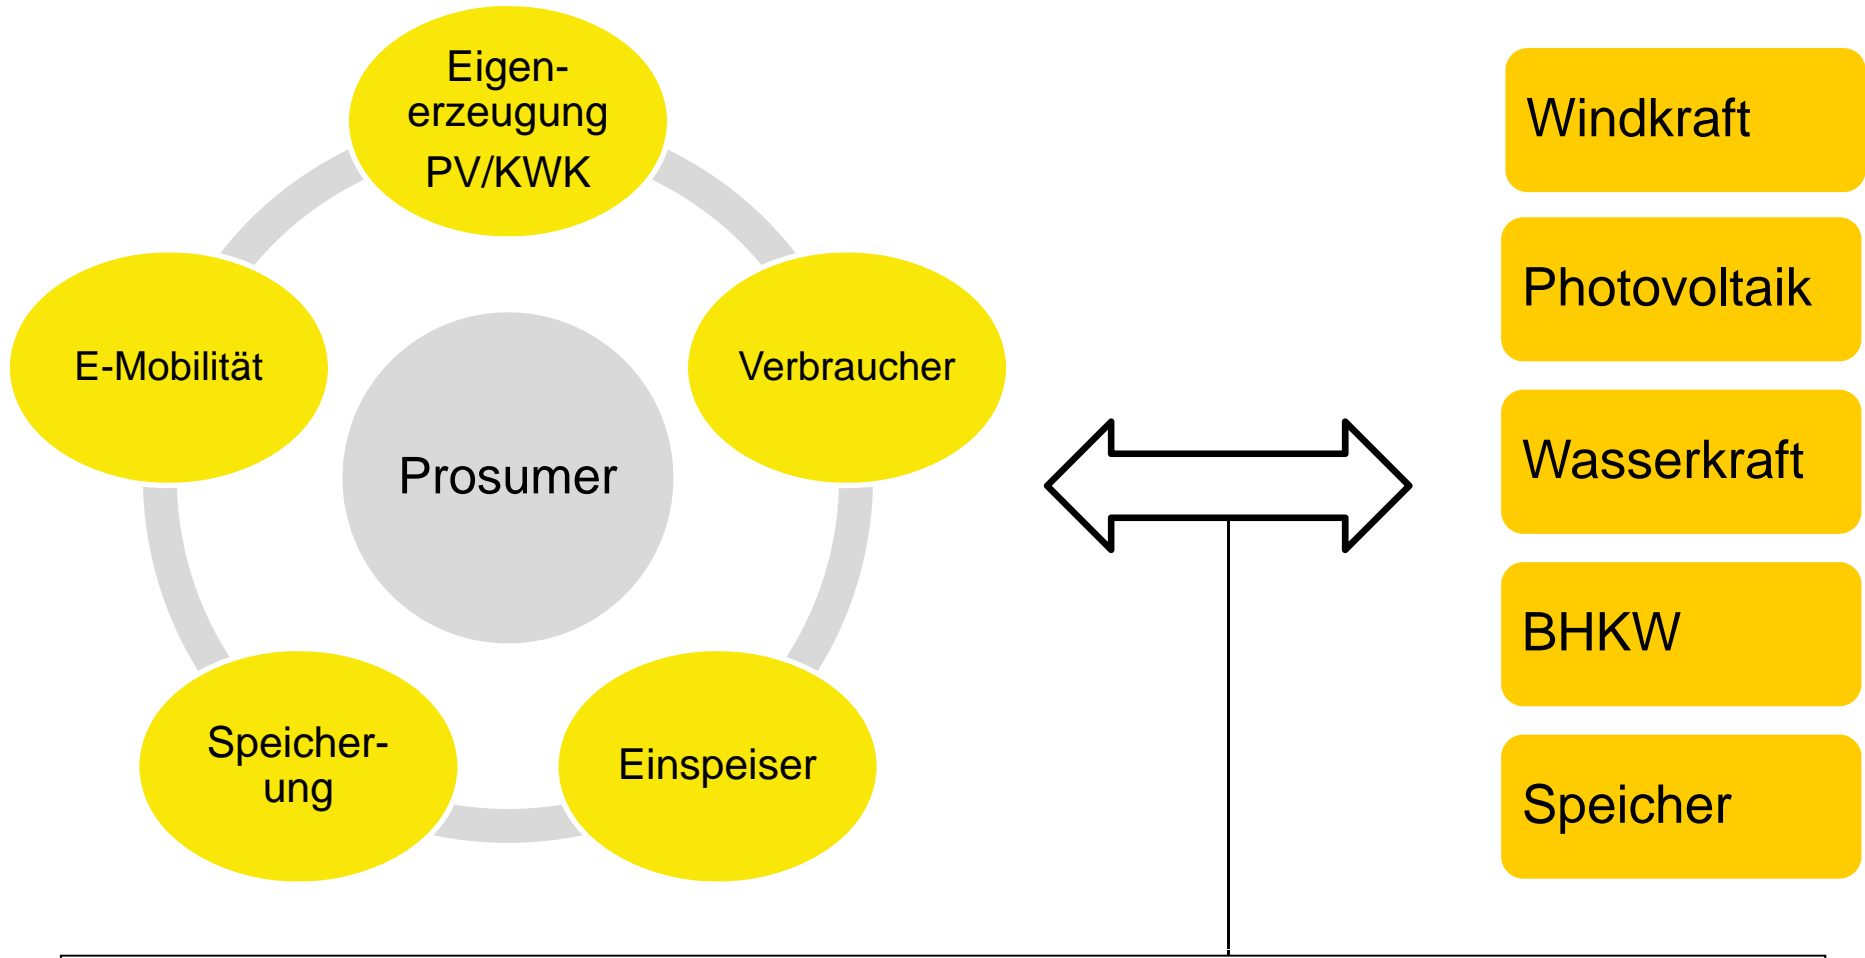 Eigen-
erzeugung
PV/KWK
E-Mobilität
Verbraucher
Prosumer
Speicher-
ung
Einspeiser
Windkraft
Photovoltaik
Wasserkraft
BHKW
Speicher